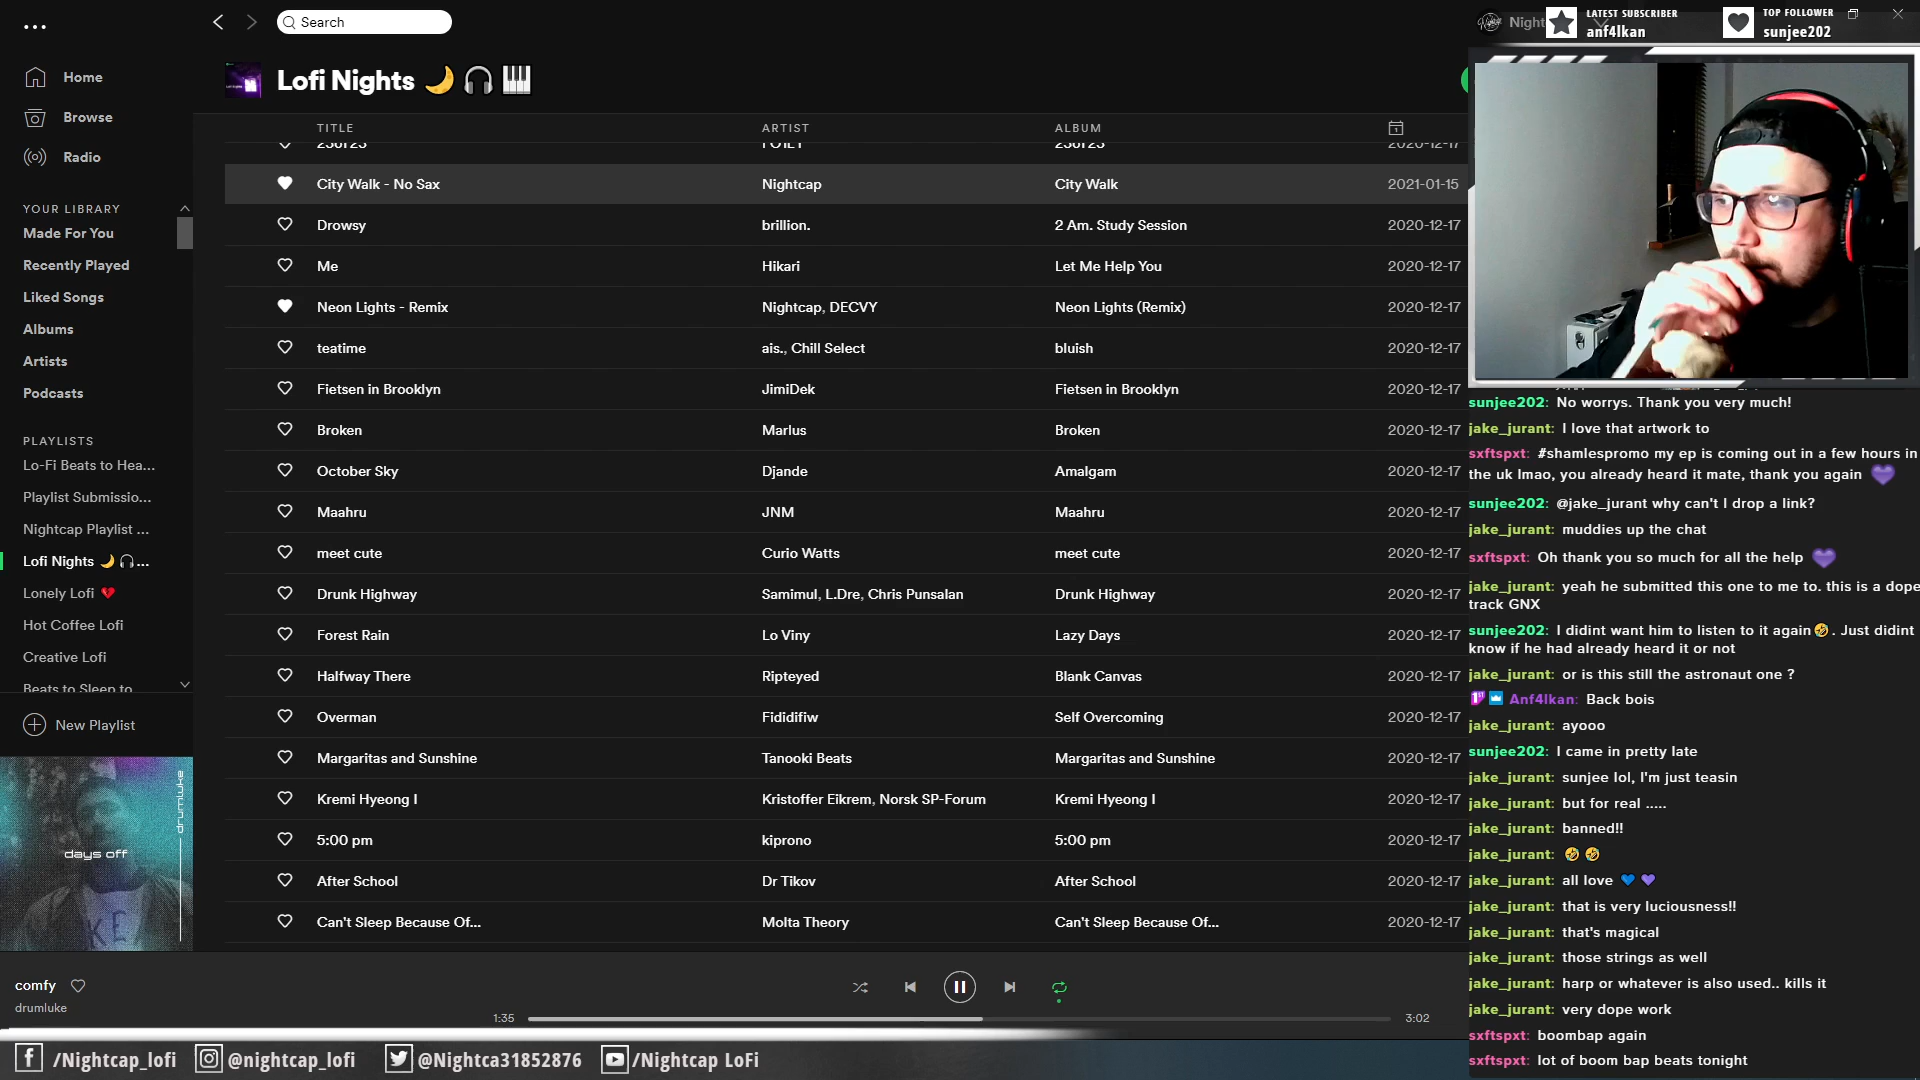 Search
Home
Browse
Radio
YOUR LIBRARY
Made For You
Recently Played
Liked Songs
Albums
Artists
Podcasts
PLAYLISTS
Lo-Fi Beats to Hea...
Playlist Submissio...
Nightcap Playlist ...
Lofi Nights 🌙🎧...
Lonely Lofi 💔
Hot Coffee Lofi
Creative Lofi
Beats to Sleep to
New Playlist
drumluke
days off
Lofi Nights 🌙🎧🎹
TITLE ARTIST ALBUM
City Walk - No Sax Nightcap City Walk 2021-01-15
Drowsy brillion. 2 Am. Study Session 2020-12-17
Me Hikari Let Me Help You 2020-12-17
Neon Lights - Remix Nightcap, DECVY Neon Lights (Remix) 2020-12-17
teatime ais., Chill Select bluish 2020-12-17
Fietsen in Brooklyn JimiDek Fietsen in Brooklyn 2020-12-17
Broken Marlus Broken 2020-12-17
October Sky Djande Amalgam 2020-12-17
Maahru JNM Maahru 2020-12-17
meet cute Curio Watts meet cute 2020-12-17
Drunk Highway Samimul, L.Dre, Chris Punsalan Drunk Highway 2020-12-17
Forest Rain Lo Viny Lazy Days 2020-12-17
Halfway There Ripteyed Blank Canvas 2020-12-17
Overman Fididifiw Self Overcoming 2020-12-17
Margaritas and Sunshine Tanooki Beats Margaritas and Sunshine 2020-12-17
Kremi Hyeong I Kristoffer Eikrem, Norsk SP-Forum Kremi Hyeong I 2020-12-17
5:00 pm kiprono 5:00 pm 2020-12-17
After School Dr Tikov After School 2020-12-17
Can't Sleep Because Of... Molta Theory Can't Sleep Because Of... 2020-12-17
comfy
drumluke
1:35 3:02
/Nightcap_lofi @nightcap_lofi @Nightca31852876 /Nightcap LoFi
Night
LATEST SUBSCRIBER
anf4lkan
TOP FOLLOWER
sunjee202
sunjee202: No worrys. Thank you very much!
jake_jurant: I love that artwork to
sxftspxt: #shamlespromo my ep is coming out in a few hours in
the uk lmao, you already heard it mate, thank you again 💜
sunjee202: @jake_jurant why can't I drop a link?
jake_jurant: muddies up the chat
sxftspxt: Oh thank you so much for all the help 💜
jake_jurant: yeah he submitted this one to me to. this is a dope
track GNX
sunjee202: I didint want him to listen to it again🤣. Just didint
know if he had already heard it or not
jake_jurant: or is this still the astronaut one ?
Anf4lkan: Back bois
jake_jurant: ayooo
sunjee202: I came in pretty late
jake_jurant: sunjee lol, I'm just teasin
jake_jurant: but for real .....
jake_jurant: banned!!
jake_jurant: 🤣 🤣
jake_jurant: all love 💙 💜
jake_jurant: that is very luciousness!!
jake_jurant: that's magical
jake_jurant: those strings as well
jake_jurant: harp or whatever is also used.. kills it
jake_jurant: very dope work
sxftspxt: boombap again
sxftspxt: lot of boom bap beats tonight